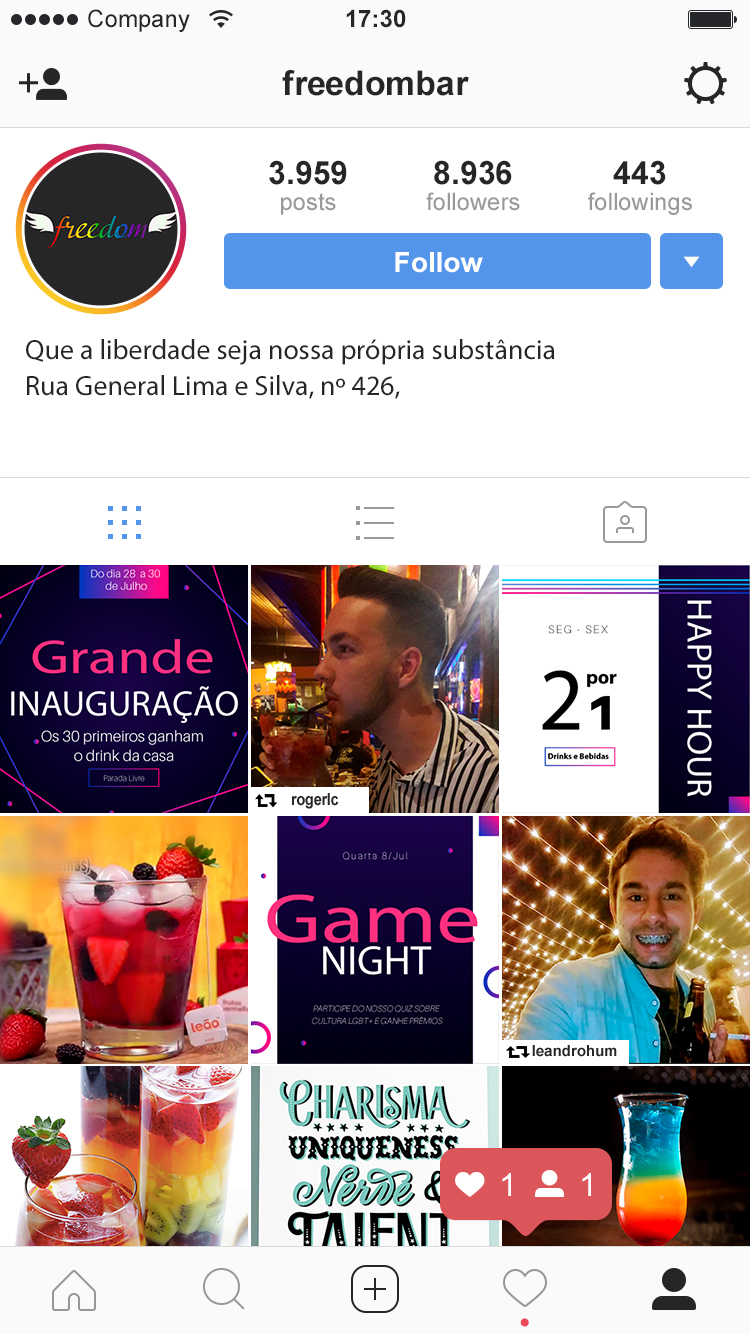 Company 17:30
freedombar
freedom
3.959 8.936 443
posts followers followings
Follow
Que a liberdade seja nossa própria substância
Rua General Lima e Silva, nº 426,
Do dia 28 a 30
de Julho
Grande
INAUGURAÇÃO
Os 30 primeiros ganham
o drink da casa
Parada Livre
rogerlc
SEG - SEX
2 por 1
Drinks e Bebidas
HAPPY HOUR
frutas
vermelhas
leão
Quarta 8/Jul
Game
NIGHT
PARTICIPE DO NOSSO QUIZ SOBRE
CULTURA LGBT+ E GANHE PRÊMIOS
leandrohum
CHARISMA
UNIQUENESS
Nerve &
TALENT
1 1